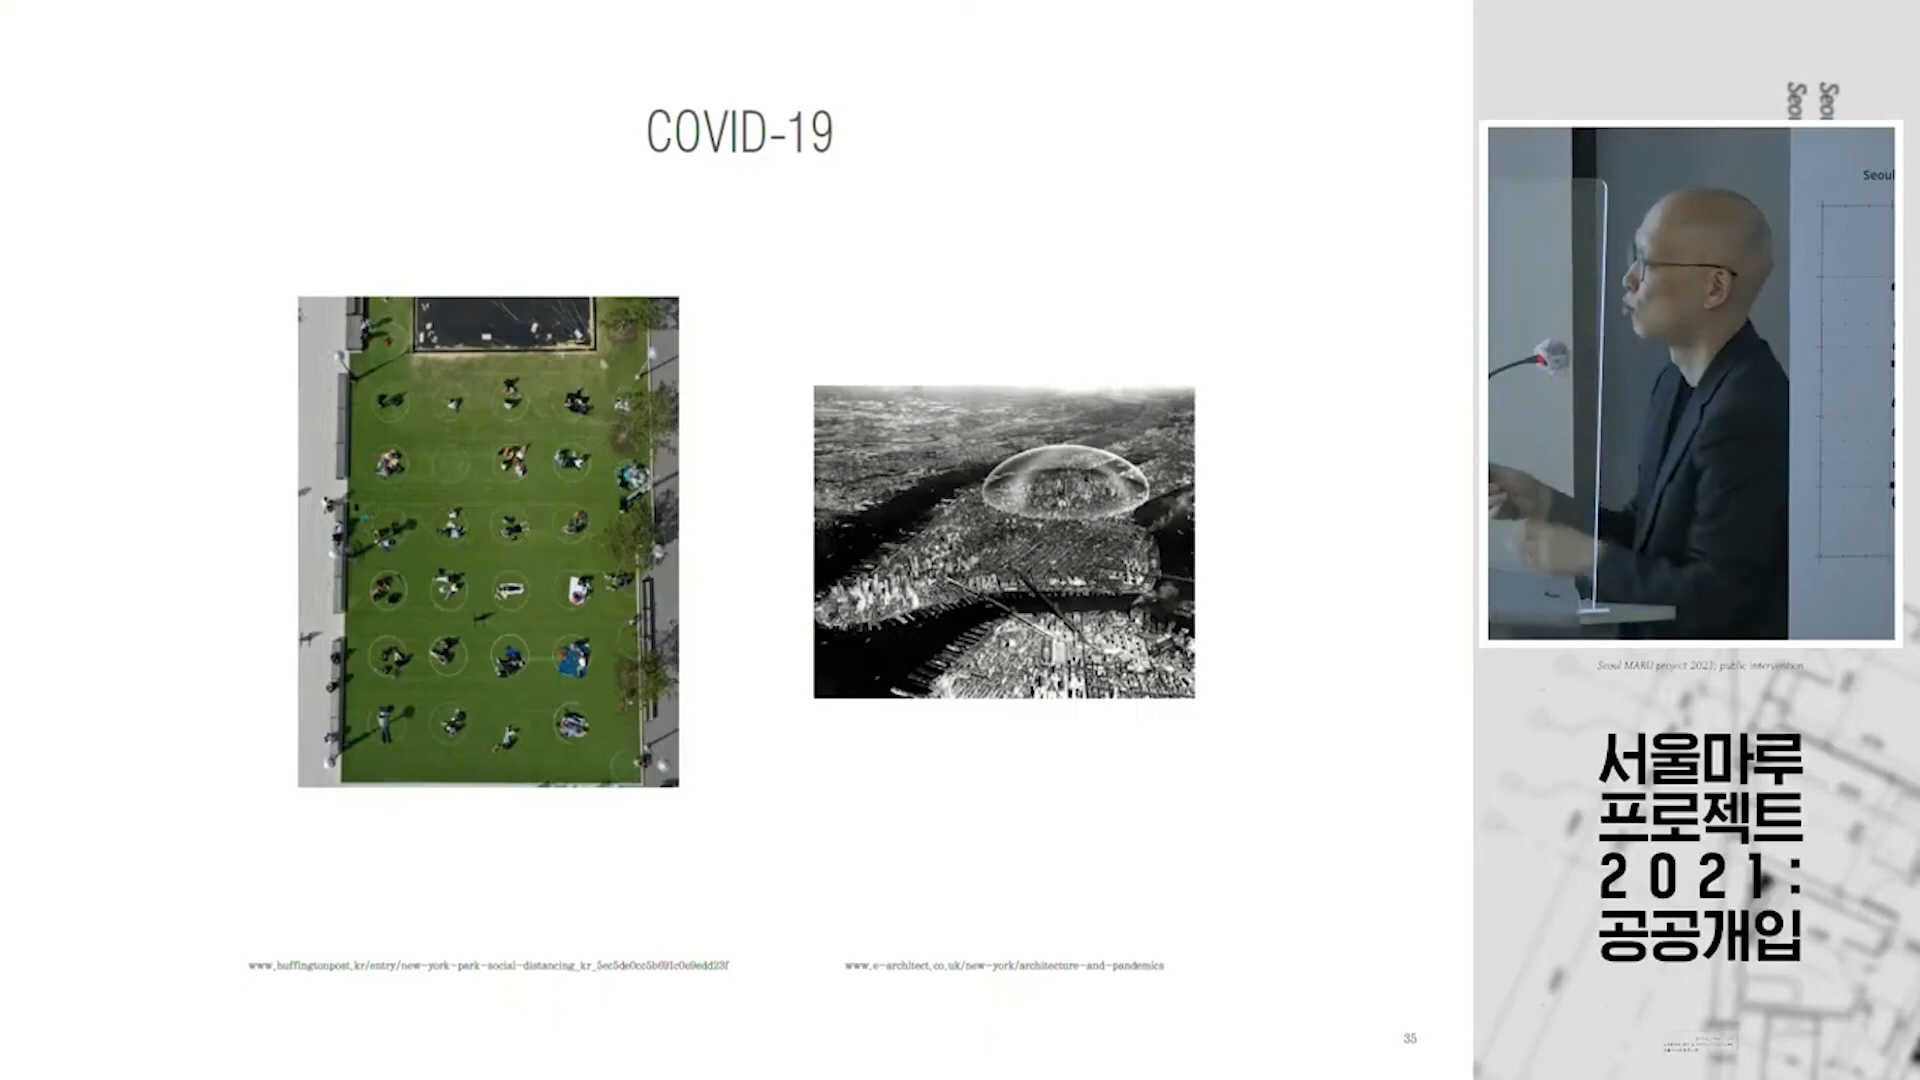 COVID-19
www.huffingtonpost.kr/entry/new-york-park-social-distancing_kr_5ec5de0cc5b691c0e9edd23f
www.e-architect.co.uk/new-york/architecture-and-pandemics
35
Seoul
Seoul MARU project 2021: public intervention
서울마루
프로젝트
2021:
공공개입